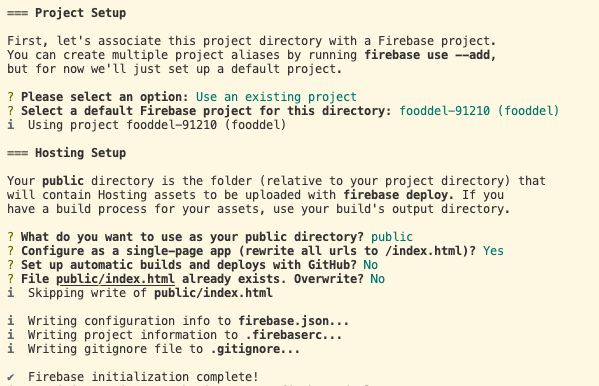 === Project Setup
First, let's associate this project directory with a Firebase project.
You can create multiple project aliases by running firebase use --add,
but for now we'll just set up a default project.
? Please select an option: Use an existing project
? Select a default Firebase project for this directory: fooddel-91210 (fooddel)
i  Using project fooddel-91210 (fooddel)
=== Hosting Setup
Your public directory is the folder (relative to your project directory) that
will contain Hosting assets to be uploaded with firebase deploy. If you
have a build process for your assets, use your build's output directory.
? What do you want to use as your public directory? public
? Configure as a single-page app (rewrite all urls to /index.html)? Yes
? Set up automatic builds and deploys with GitHub? No
? File public/index.html already exists. Overwrite? No
i  Skipping write of public/index.html
i  Writing configuration info to firebase.json...
i  Writing project information to .firebaserc...
i  Writing gitignore file to .gitignore...
✔  Firebase initialization complete!